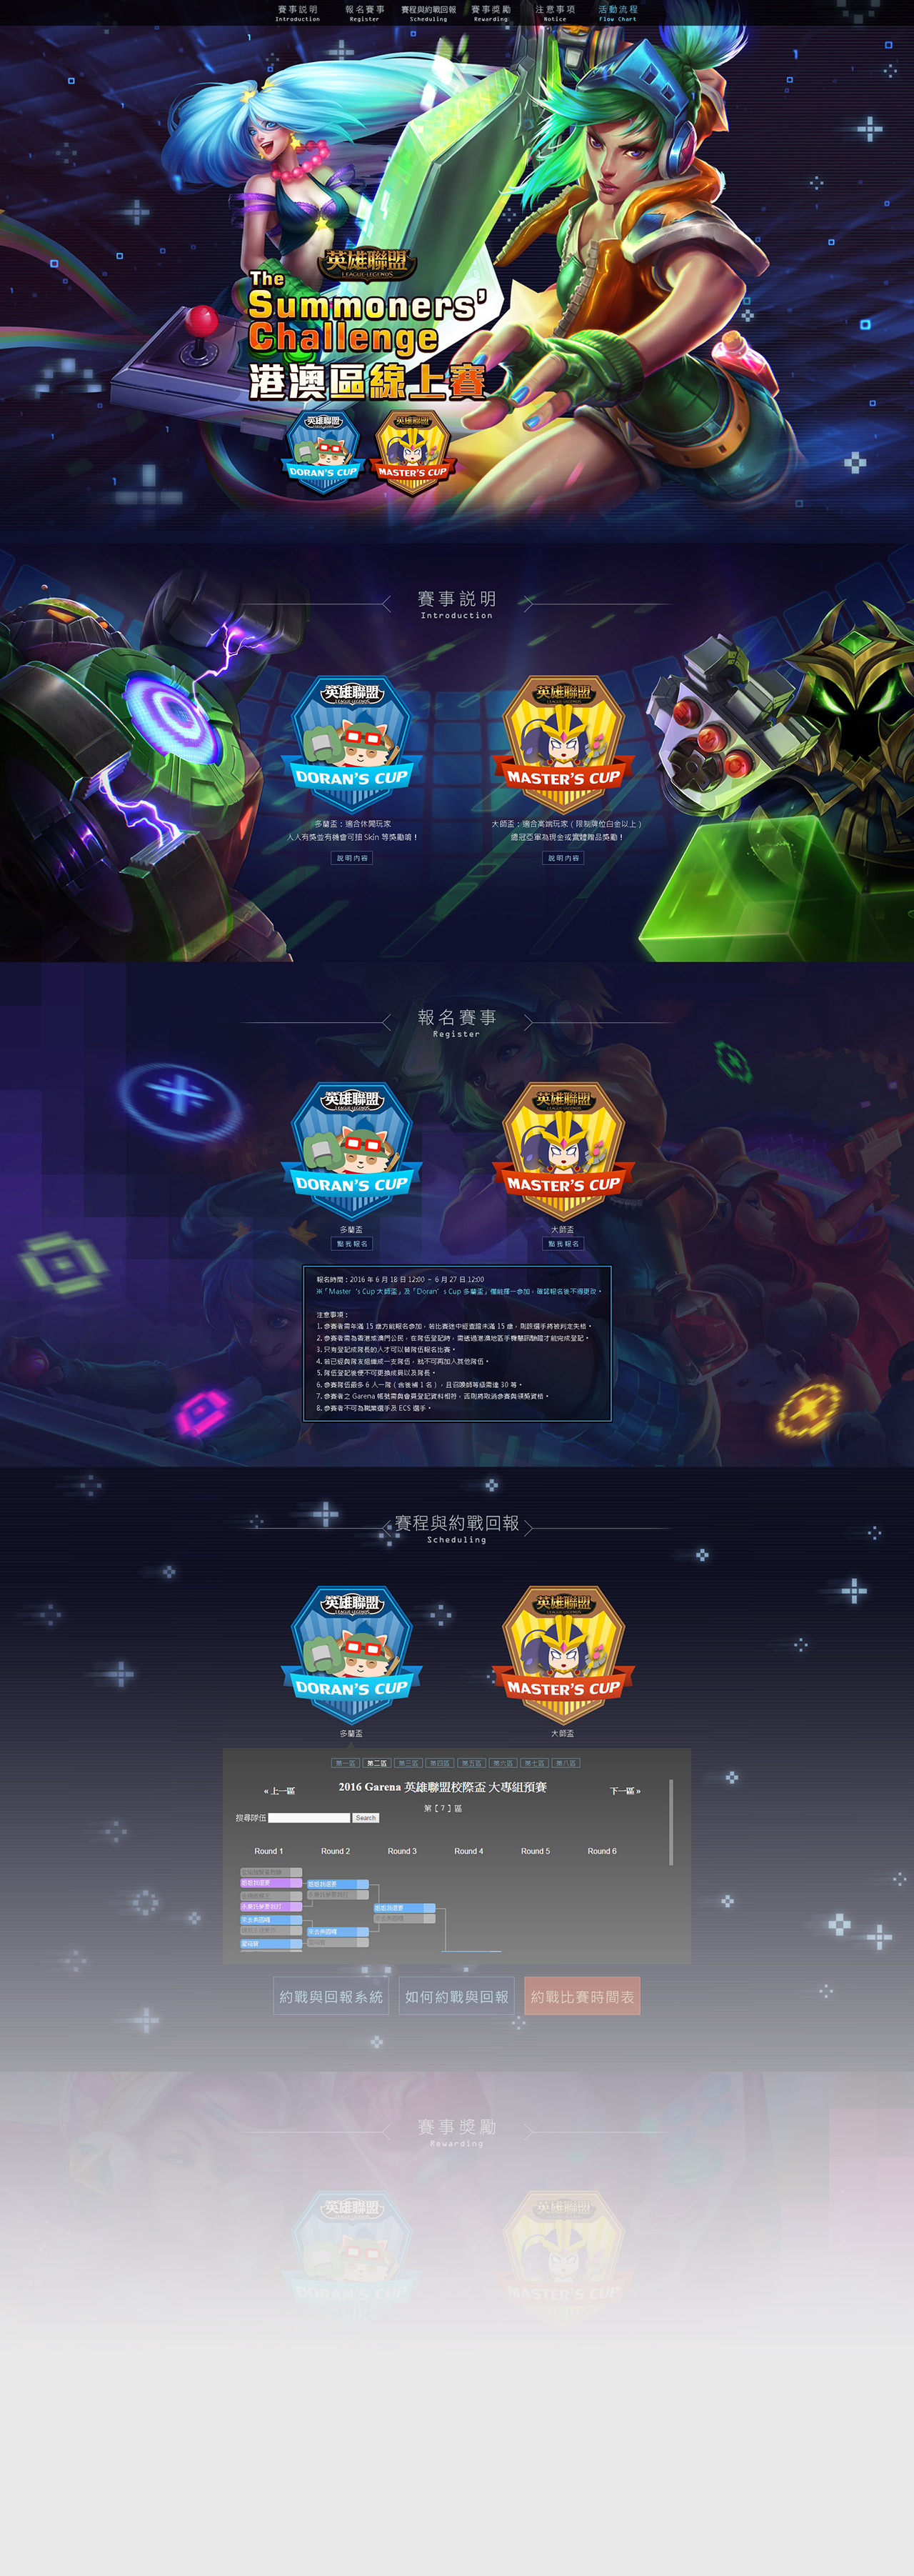 賽事說明 報名賽事 賽程與約戰回報 賽事獎勵 注意事項 活動流程
Introduction Register Scheduling Rewarding Notice Flow Chart
英雄聯盟
LEAGUE OF LEGENDS
The
Summoners'
Challenge
港澳區線上賽
英雄聯盟 英雄聯盟
DORAN'S CUP MASTER'S CUP
賽事説明
Introduction
英雄聯盟 英雄聯盟
LEAGUE OF LEGENDS LEAGUE OF LEGENDS
DORAN'S CUP MASTER'S CUP
多蘭盃：適合休閒玩家 大師盃：適合高端玩家 ( 限制牌位白金以上 )
人人有獎並有機會可抽 Skin 等獎勵唷！ 總冠亞軍為現金或實體贈品獎勵！
說明內容 說明內容
報名賽事
Register
英雄聯盟 英雄聯盟
DORAN'S CUP MASTER'S CUP
多蘭盃 大師盃
點我報名 點我報名
報名時間：2016 年 6 月 18 日 12:00 ~ 6 月 27 日 12:00
※「Master's Cup 大師盃」及「Doran's Cup 多蘭盃」僅能擇一參加，確認報名後不得更改。
注意事項：
1. 參賽者需年滿 15 歲方能報名參加，若比賽途中經查證未滿 15 歲，則該選手將被判定失格。
2. 參賽者需為香港或澳門公民，在隊伍登記時，需透過港澳地區手機簡訊驗證才能完成登記。
3. 只有登記成隊長的人才可以替隊伍報名比賽。
4. 若已經與隊友組織成一支隊伍，就不可再加入其他隊伍。
5. 隊伍登記後便不可更換成員以及隊長。
6. 參賽隊伍最多 6 人一隊 ( 含後補 1 名 )，且召喚師等級需達 30 等。
7. 參賽者之 Garena 帳號需與會員登記資料相符，否則將取消參賽與領獎資格。
8. 參賽者不可為職業選手及 ECS 選手。
賽程與約戰回報
Scheduling
英雄聯盟 英雄聯盟
DORAN'S CUP MASTER'S CUP
多蘭盃 大師盃
第一區 第二區 第三區 第四區 第五區 第六區 第七區 第八區
« 上一區 2016 Garena 英雄聯盟校際盃 大專組預賽 下一區 »
第 [ 7 ] 區
搜尋隊伍 Search
Round 1 Round 2 Round 3 Round 4 Round 5 Round 6
約戰與回報系統 如何約戰與回報 約戰比賽時間表
賽事獎勵
Rewarding
英雄聯盟 英雄聯盟
DORAN'S CUP MASTER'S CUP